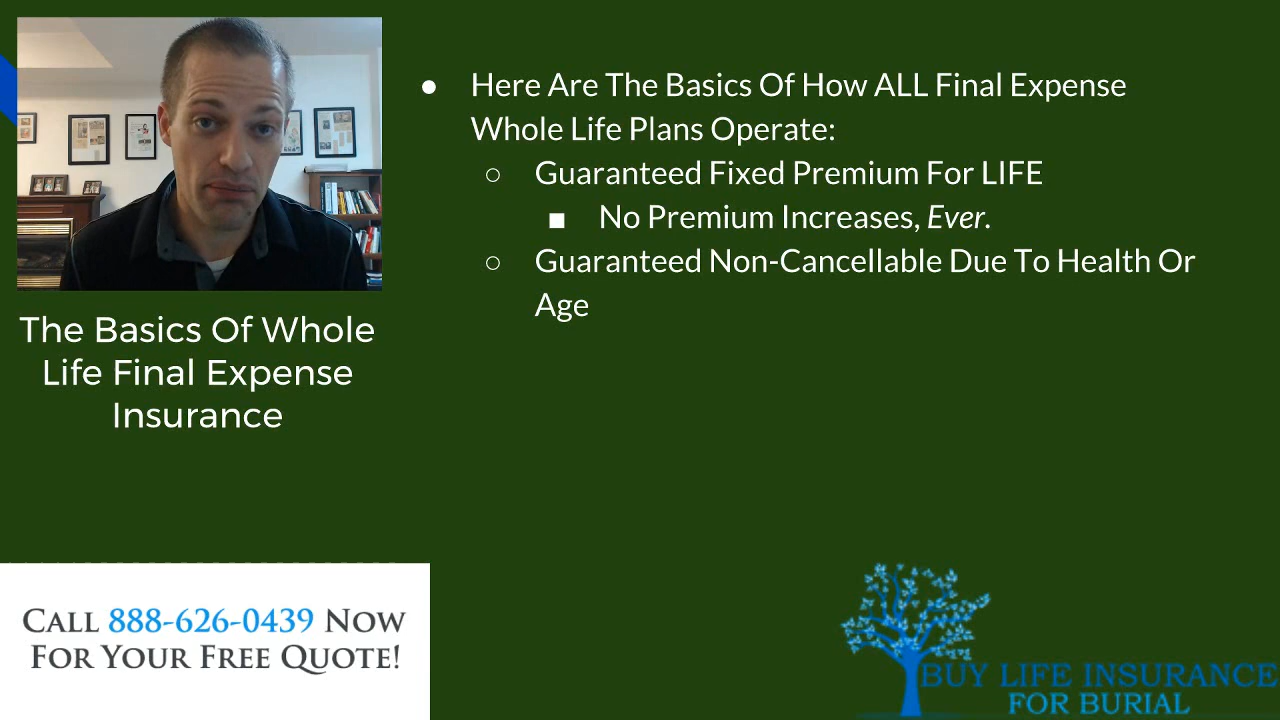 ● Here Are The Basics Of How ALL Final Expense
Whole Life Plans Operate:
○ Guaranteed Fixed Premium For LIFE
■ No Premium Increases, Ever.
○ Guaranteed Non-Cancellable Due To Health Or
Age
The Basics Of Whole
Life Final Expense
Insurance
CALL 888-626-0439 NOW
FOR YOUR FREE QUOTE!
BUY LIFE INSURANCE
FOR BURIAL